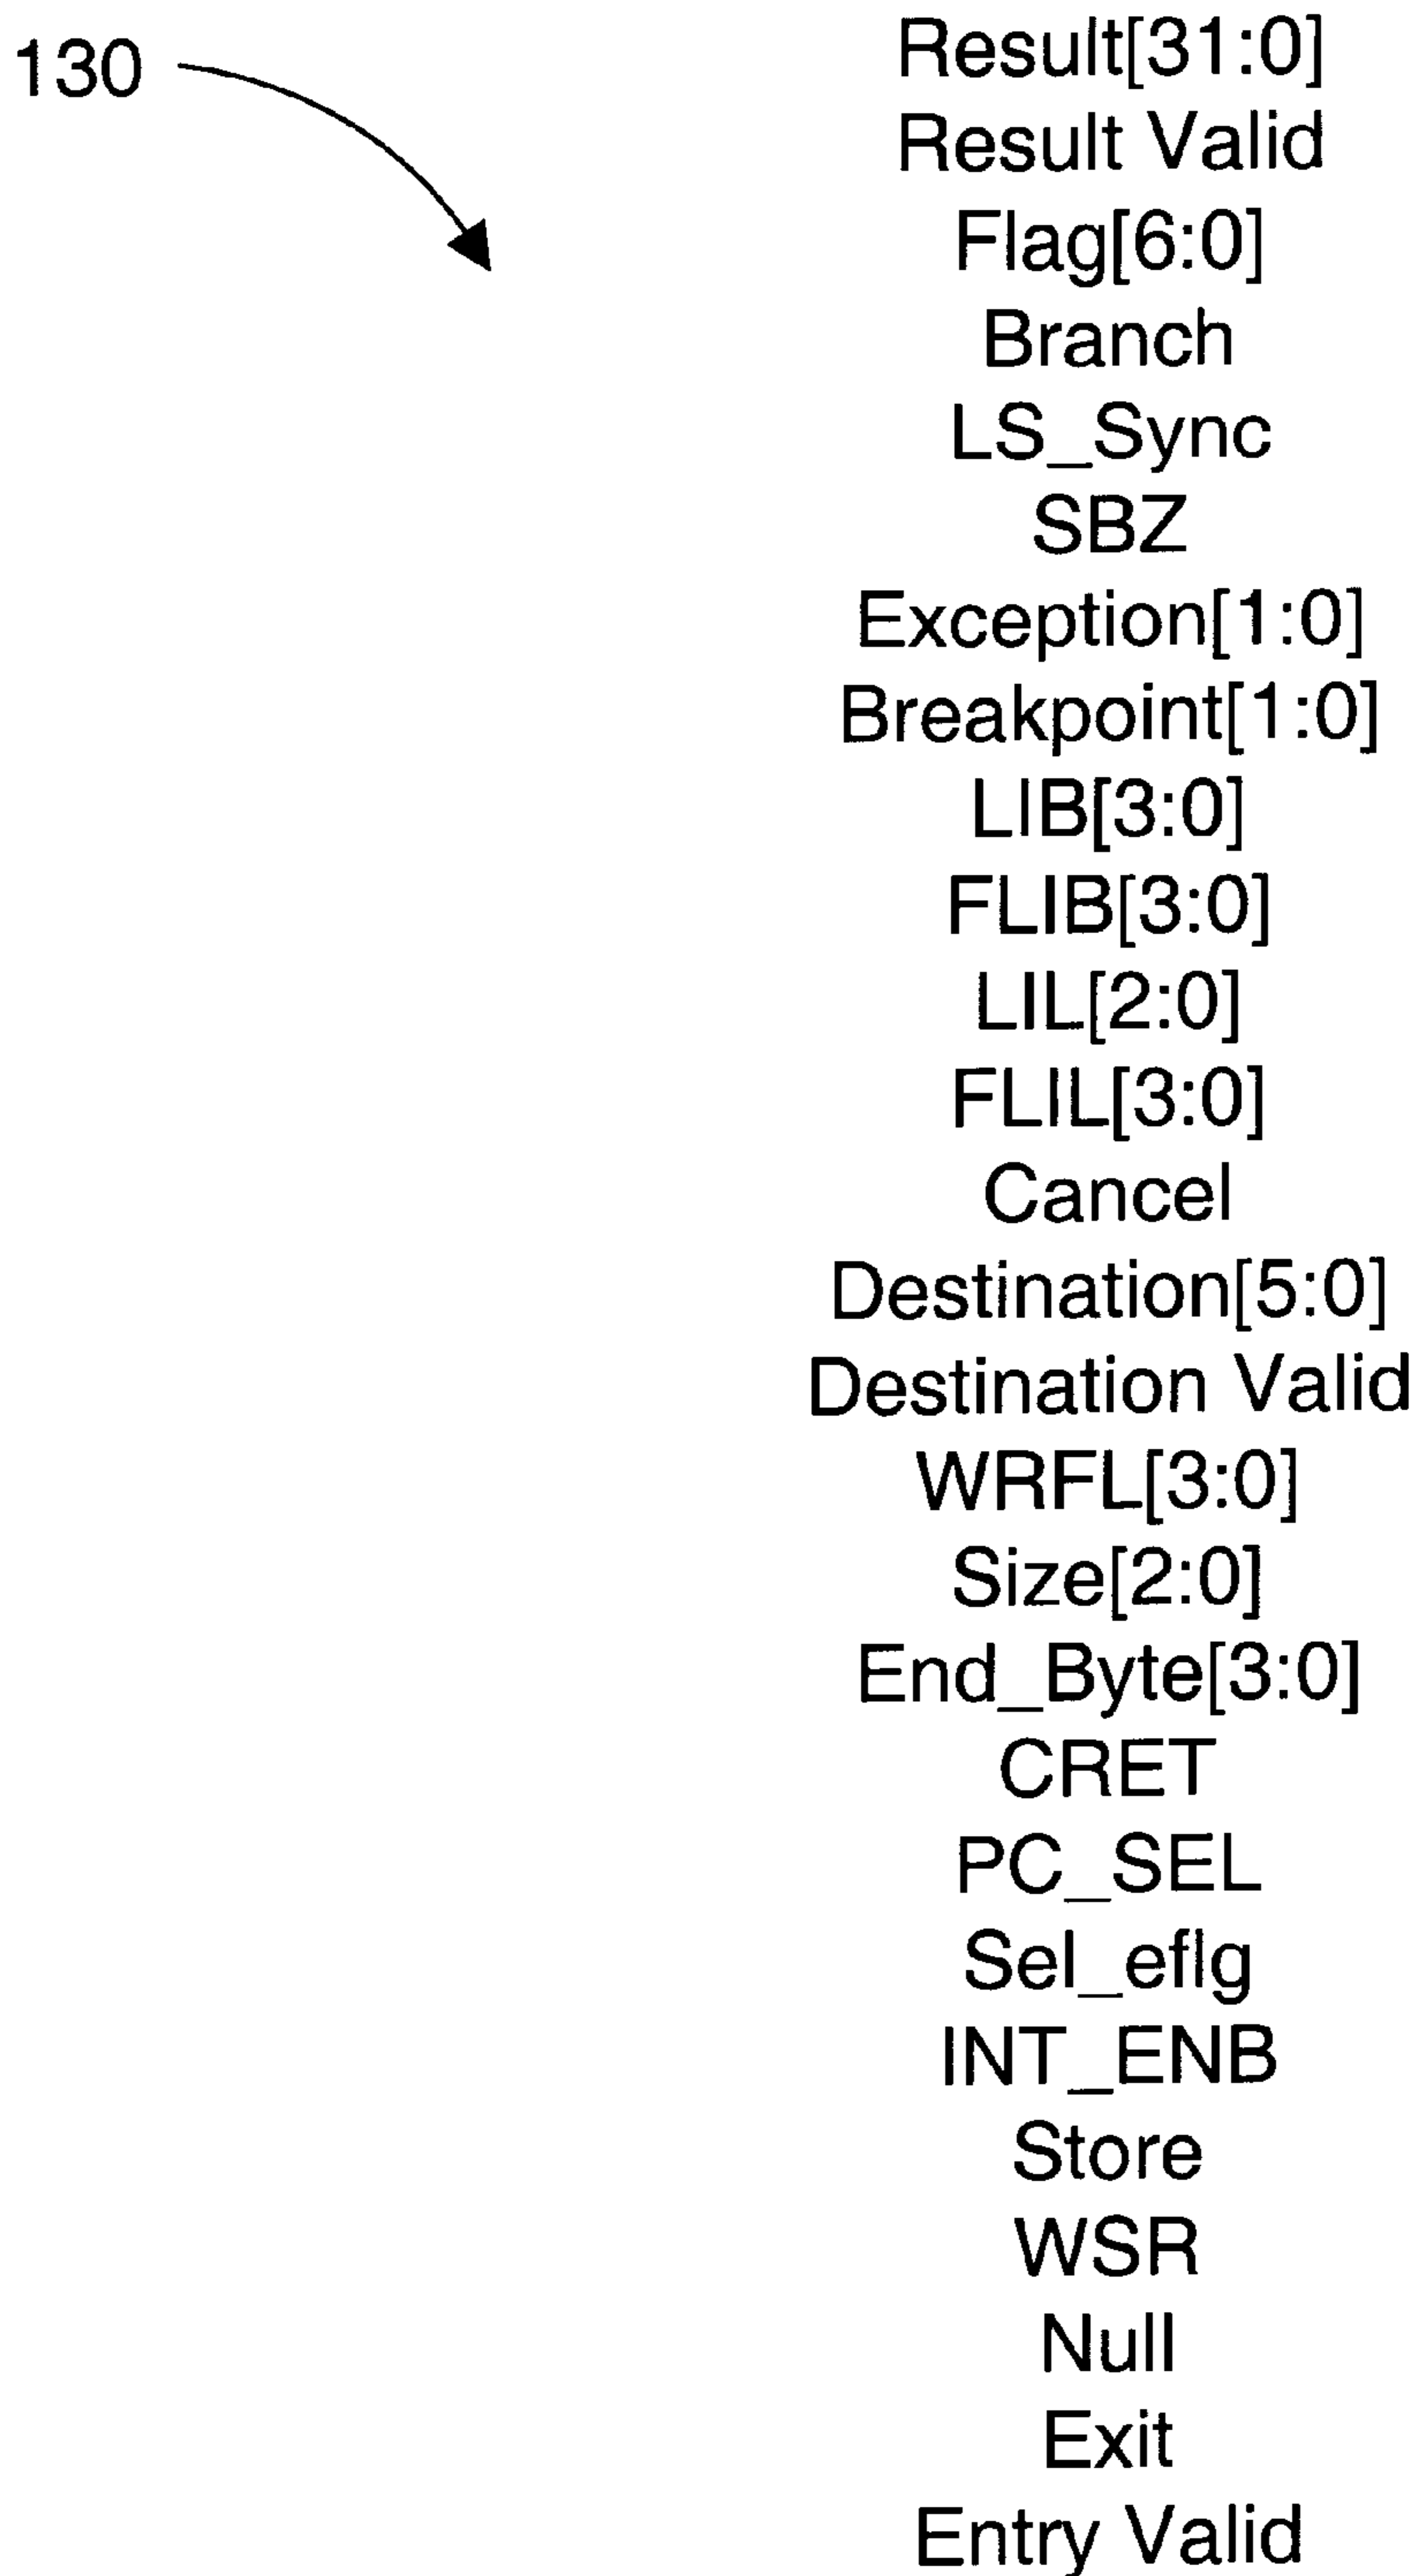 130
Result[31:0]
Result Valid
Flag[6:0]
Branch
LS_Sync
SBZ
Exception[1:0]
Breakpoint[1:0]
LIB[3:0]
FLIB[3:0]
LIL[2:0]
FLIL[3:0]
Cancel
Destination[5:0]
Destination Valid
WRFL[3:0]
Size[2:0]
End_Byte[3:0]
CRET
PC_SEL
Sel_eflg
INT_ENB
Store
WSR
Null
Exit
Entry Valid